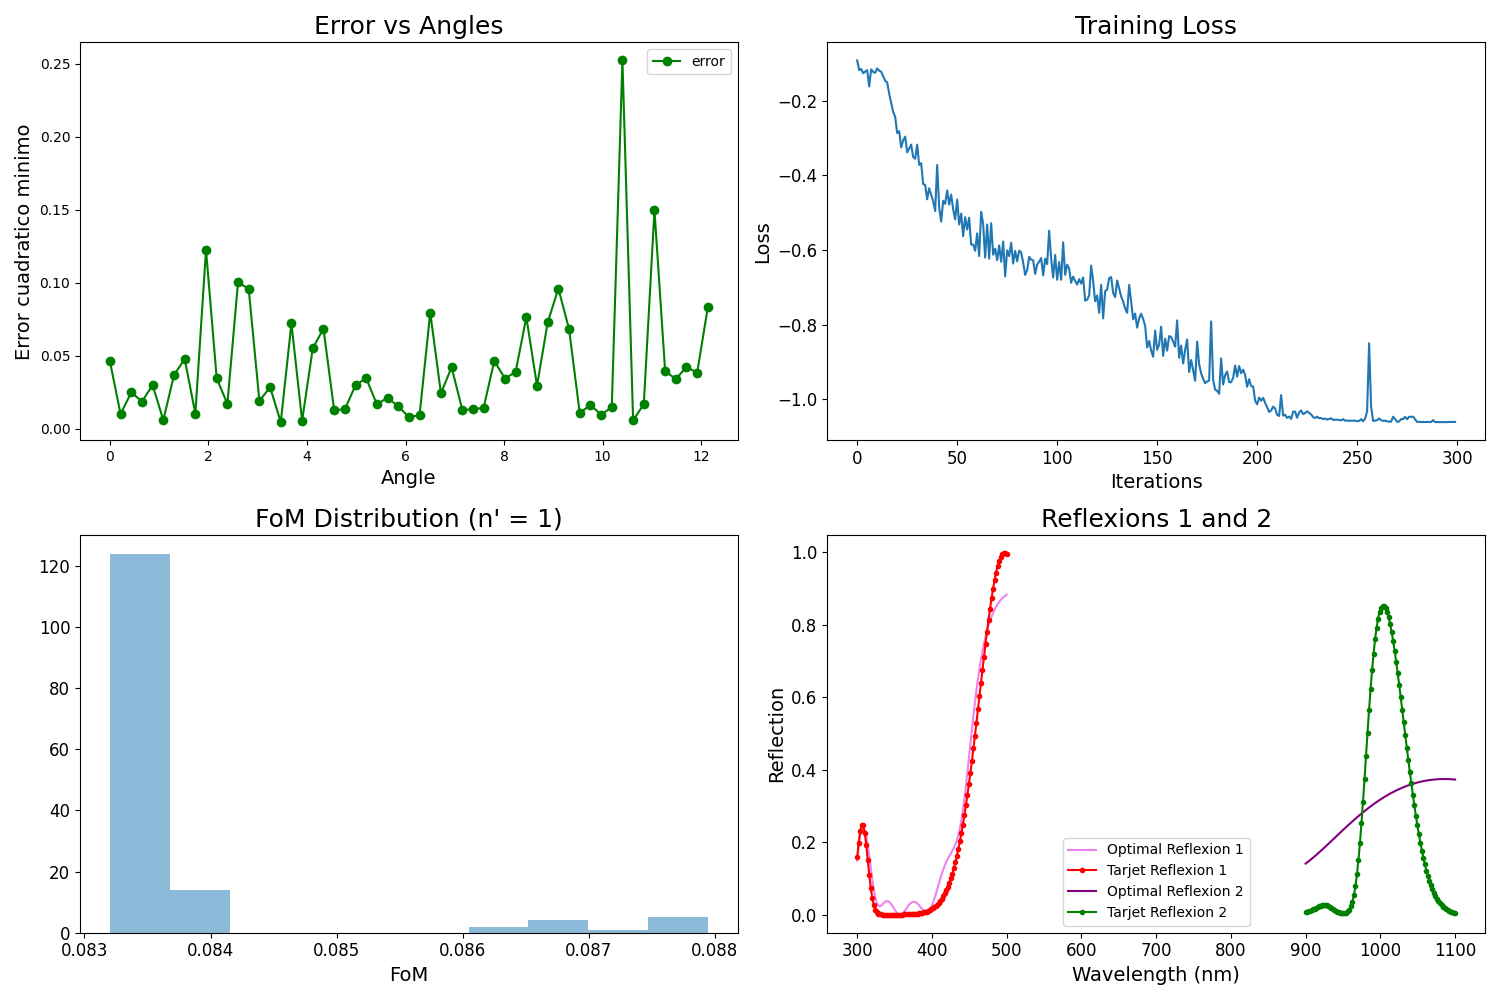 Error vs Angles
error
Error cuadratico minimo
0.25
0.20
0.15
0.10
0.05
0.00
0 2 4 6 8 10 12
Angle
Training Loss
Loss
−0.2
−0.4
−0.6
−0.8
−1.0
0 50 100 150 200 250 300
Iterations
FoM Distribution (n' = 1)
120
100
80
60
40
20
0
0.083 0.084 0.085 0.086 0.087 0.088
FoM
Reflexions 1 and 2
Reflection
1.0
0.8
0.6
0.4
0.2
0.0
Optimal Reflexion 1
Tarjet Reflexion 1
Optimal Reflexion 2
Tarjet Reflexion 2
300 400 500 600 700 800 900 1000 1100
Wavelength (nm)